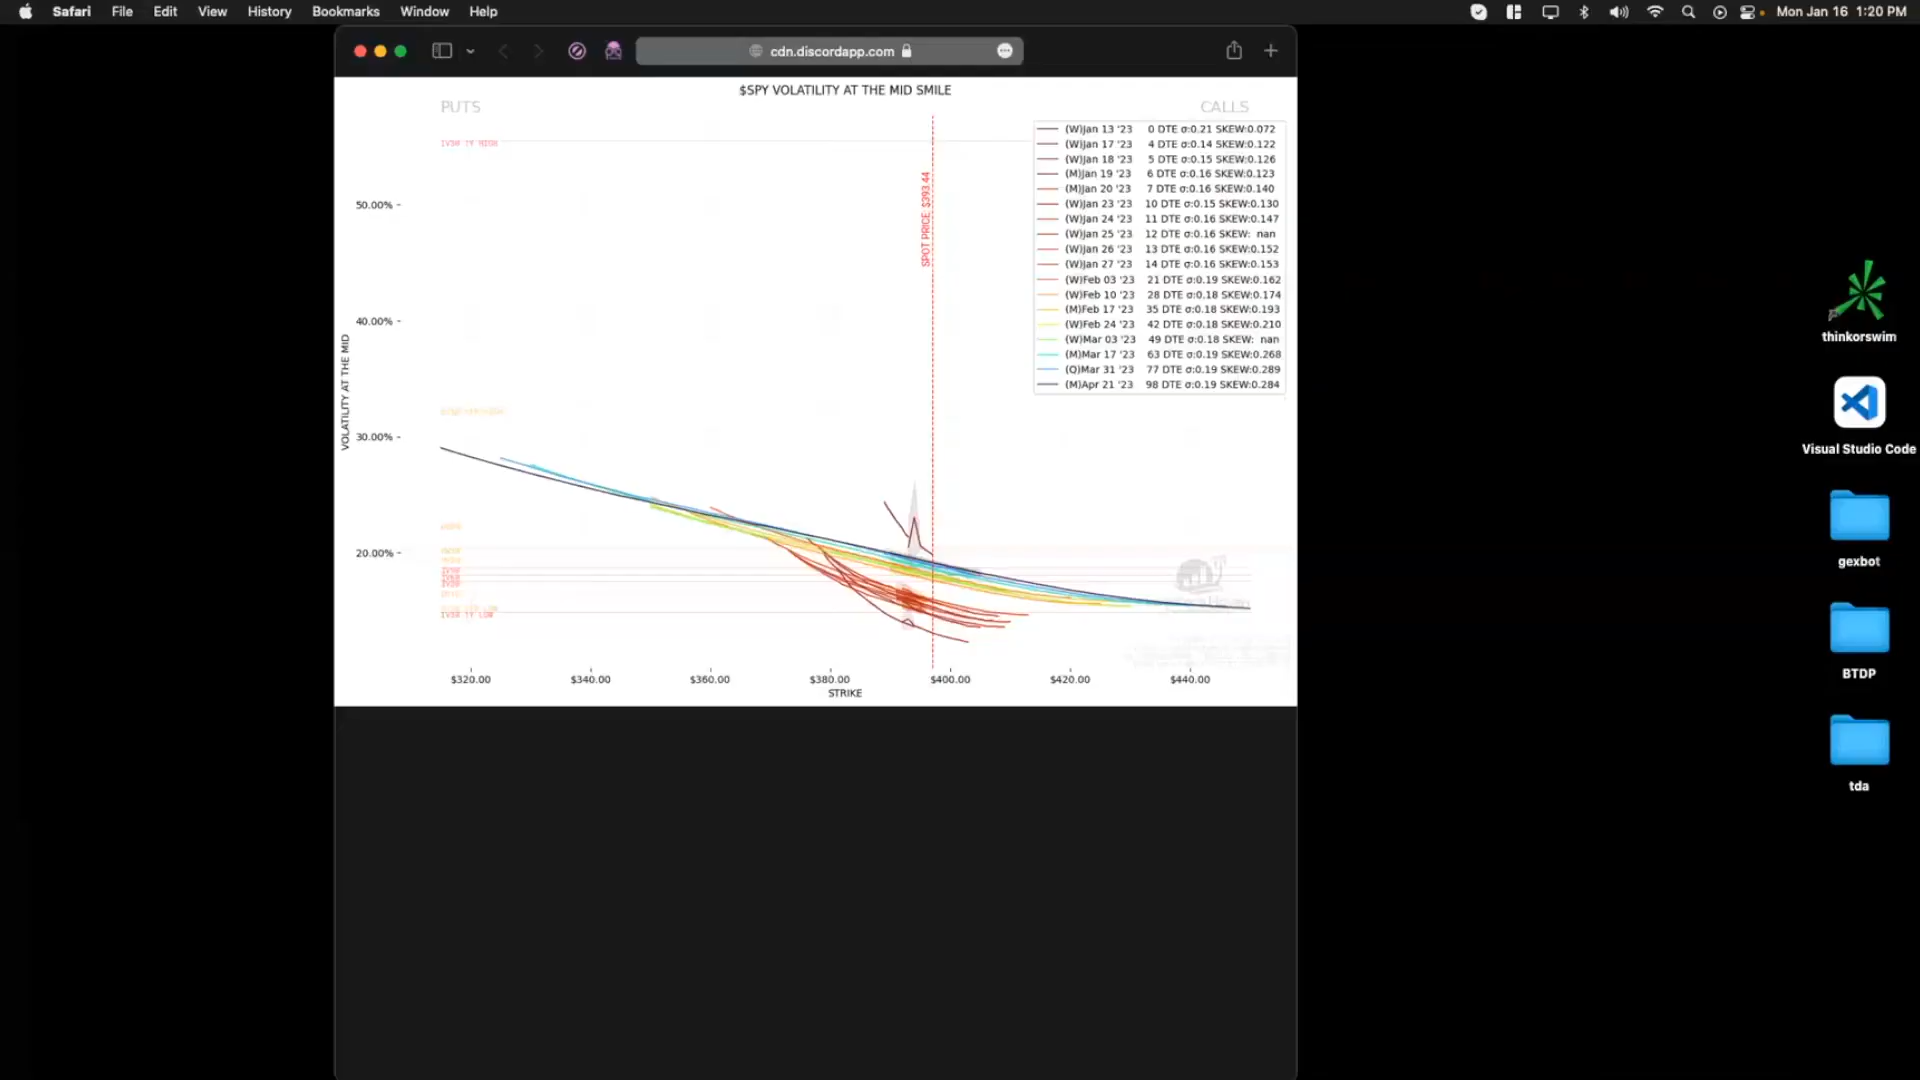 Safari File Edit View History Bookmarks Window Help Mon Jan 16 1:20 PM
cdn.discordapp.com
$SPY VOLATILITY AT THE MID SMILE
PUTS CALLS
IV30 1Y HIGH
(W)Jan 13 '23 0 DTE σ:0.21 SKEW:0.072
(W)Jan 17 '23 4 DTE σ:0.14 SKEW:0.122
(W)Jan 18 '23 5 DTE σ:0.15 SKEW:0.126
(M)Jan 19 '23 6 DTE σ:0.16 SKEW:0.123
(M)Jan 20 '23 7 DTE σ:0.16 SKEW:0.140
(W)Jan 23 '23 10 DTE σ:0.15 SKEW:0.130
(W)Jan 24 '23 11 DTE σ:0.16 SKEW:0.147
(W)Jan 25 '23 12 DTE σ:0.16 SKEW: nan
(W)Jan 26 '23 13 DTE σ:0.16 SKEW:0.152
(W)Jan 27 '23 14 DTE σ:0.16 SKEW:0.153
(W)Feb 03 '23 21 DTE σ:0.19 SKEW:0.162
(W)Feb 10 '23 28 DTE σ:0.18 SKEW:0.174
(M)Feb 17 '23 35 DTE σ:0.18 SKEW:0.193
(W)Feb 24 '23 42 DTE σ:0.18 SKEW:0.210
(W)Mar 03 '23 49 DTE σ:0.18 SKEW: nan
(M)Mar 17 '23 63 DTE σ:0.19 SKEW:0.268
(Q)Mar 31 '23 77 DTE σ:0.19 SKEW:0.289
(M)Apr 21 '23 98 DTE σ:0.19 SKEW:0.284
SPOT PRICE $393.44
VOLATILITY AT THE MID
50.00%
40.00%
30.00%
20.00%
IV30 1Y LOW
$320.00 $340.00 $360.00 $380.00 $400.00 $420.00 $440.00
STRIKE
thinkorswim
Visual Studio Code
gexbot
BTDP
tda